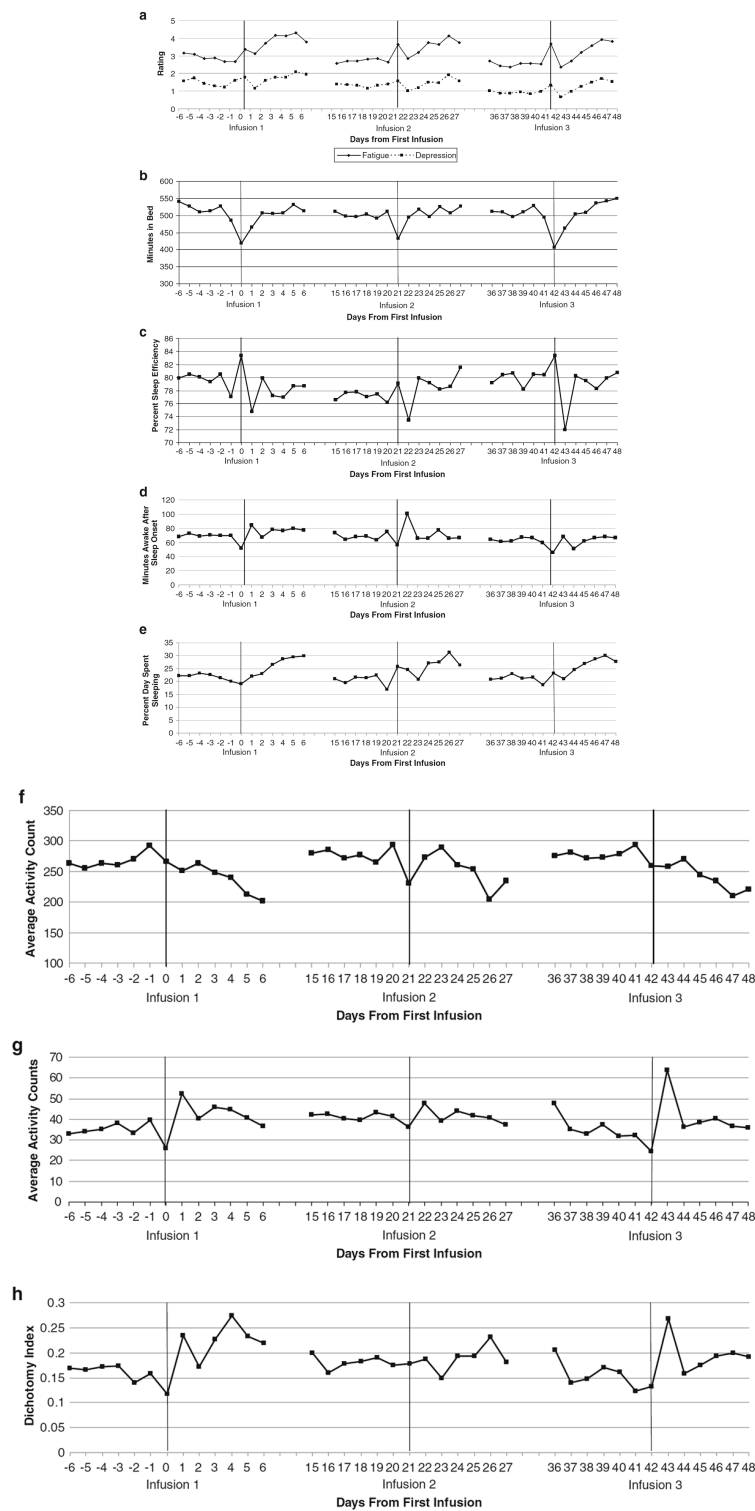 a
5
4
3
2
1
0
Rating
-6 -5 -4 -3 -2 -1 0 1 2 3 4 5 6 15 16 17 18 19 20 21 22 23 24 25 26 27 36 37 38 39 40 41 42 43 44 45 46 47 48
Infusion 1 Infusion 2 Infusion 3
Days from First Infusion
Fatigue Depression
b
600
550
500
450
400
350
300
Minutes in Bed
-6 -5 -4 -3 -2 -1 0 1 2 3 4 5 6 15 16 17 18 19 20 21 22 23 24 25 26 27 36 37 38 39 40 41 42 43 44 45 46 47 48
Infusion 1 Infusion 2 Infusion 3
Days From First Infusion
c
86
84
82
80
78
76
74
72
70
Percent Sleep Efficiency
-6 -5 -4 -3 -2 -1 0 1 2 3 4 5 6 15 16 17 18 19 20 21 22 23 24 25 26 27 36 37 38 39 40 41 42 43 44 45 46 47 48
Infusion 1 Infusion 2 Infusion 3
Days From First Infusion
d
120
100
80
60
40
20
0
Minutes Awake After
Sleep Onset
-6 -5 -4 -3 -2 -1 0 1 2 3 4 5 6 15 16 17 18 19 20 21 22 23 24 25 26 27 36 37 38 39 40 41 42 43 44 45 46 47 48
Infusion 1 Infusion 2 Infusion 3
Days From First Infusion
e
35
30
25
20
15
10
5
0
Percent Day Spent
Sleeping
-6 -5 -4 -3 -2 -1 0 1 2 3 4 5 6 15 16 17 18 19 20 21 22 23 24 25 26 27 36 37 38 39 40 41 42 43 44 45 46 47 48
Infusion 1 Infusion 2 Infusion 3
Days From First Infusion
f
350
300
250
200
150
100
Average Activity Count
-6 -5 -4 -3 -2 -1 0 1 2 3 4 5 6 15 16 17 18 19 20 21 22 23 24 25 26 27 36 37 38 39 40 41 42 43 44 45 46 47 48
Infusion 1 Infusion 2 Infusion 3
Days From First Infusion
g
70
60
50
40
30
20
10
0
Average Activity Counts
-6 -5 -4 -3 -2 -1 0 1 2 3 4 5 6 15 16 17 18 19 20 21 22 23 24 25 26 27 36 37 38 39 40 41 42 43 44 45 46 47 48
Infusion 1 Infusion 2 Infusion 3
Days From First Infusion
h
0.3
0.25
0.2
0.15
0.1
0.05
0
Dichotomy Index
-6 -5 -4 -3 -2 -1 0 1 2 3 4 5 6 15 16 17 18 19 20 21 22 23 24 25 26 27 36 37 38 39 40 41 42 43 44 45 46 47 48
Infusion 1 Infusion 2 Infusion 3
Days From First Infusion